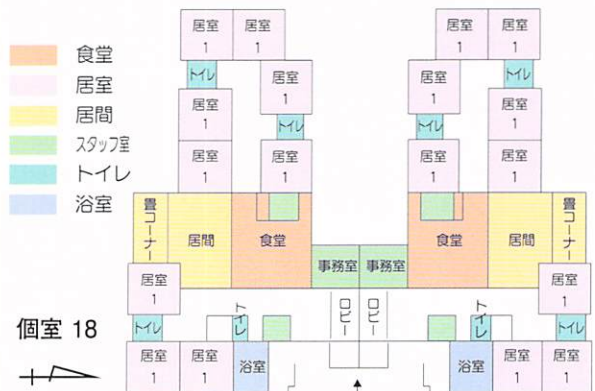 食堂
居室
居間
スタッフ室
トイレ
浴室
居室 居室 居室 居室
1 1 1 1
トイレ トイレ
居室 居室
1 1
居室 居室
1 1
トイレ トイレ
居室 居室 居室 居室
1 1 1 1
畳コーナー 居間 食堂 食堂 居間 畳コーナー
事務室 事務室
居室 居室
1 1
ロビー ロビー
トイレ トイレ トイレ トイレ
個室 18
居室 居室 浴室 浴室 居室 居室
1 1 1 1